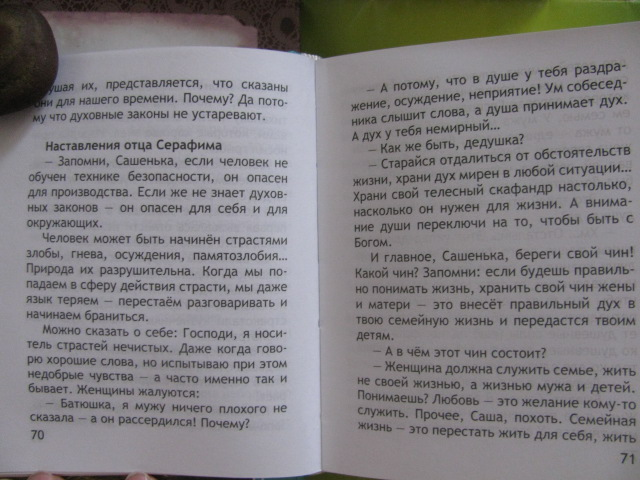 ушая их, представляется, что сказаны
они для нашего времени. Почему? Да пото-
му что духовные законы не устаревают.
Наставления отца Серафима
— Запомни, Сашенька, если человек не
обучен технике безопасности, он опасен
для производства. Если же не знает духов-
ных законов — он опасен для себя и для
окружающих.
Человек может быть начинён страстями
злобы, гнева, осуждения, памятозлобия...
Природа их разрушительна. Когда мы по-
падаем в сферу действия страсти, мы даже
язык теряем — перестаём разговаривать и
начинаем браниться.
Можно сказать о себе: Господи, я носи-
тель страстей нечистых. Даже когда гово-
рю хорошие слова, но испытываю при этом
недобрые чувства — а часто именно так и
бывает. Женщины жалуются:
— Батюшка, я мужу ничего плохого не
сказала — а он рассердился! Почему?
70
— А потому, что в душе у тебя раздра-
жение, осуждение, неприятие! Ум собесед-
ника слышит слова, а душа принимает дух.
А дух у тебя немирный...
— Как же быть, дедушка?
— Старайся отдалиться от обстоятельств
жизни, храни дух мирен в любой ситуации...
Храни свой телесный скафандр настолько,
насколько он нужен для жизни. А внима-
ние души переключи на то, чтобы быть с
Богом.
И главное, Сашенька, береги свой чин!
Какой чин? Запомни: если будешь правиль-
но понимать жизнь, хранить свой чин жены
и матери — это внесёт правильный дух в
твою семейную жизнь и передастся твоим
детям.
— А в чём этот чин состоит?
— Женщина должна служить семье, жить
не своей жизнью, а жизнью мужа и детей.
Понимаешь? Любовь — это желание кому-то
служить. Прочее, Саша, похоть. Семейная
жизнь — это перестать жить для себя, жить
71